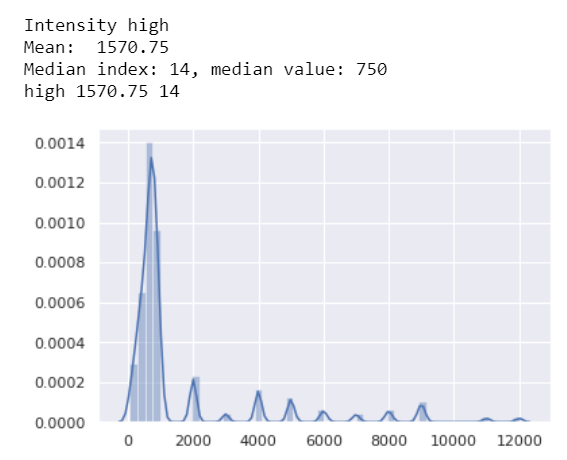 Intensity high
Mean:  1570.75
Median index: 14, median value: 750
high 1570.75 14
0.0014
0.0012
0.0010
0.0008
0.0006
0.0004
0.0002
0.0000
0 2000 4000 6000 8000 10000 12000